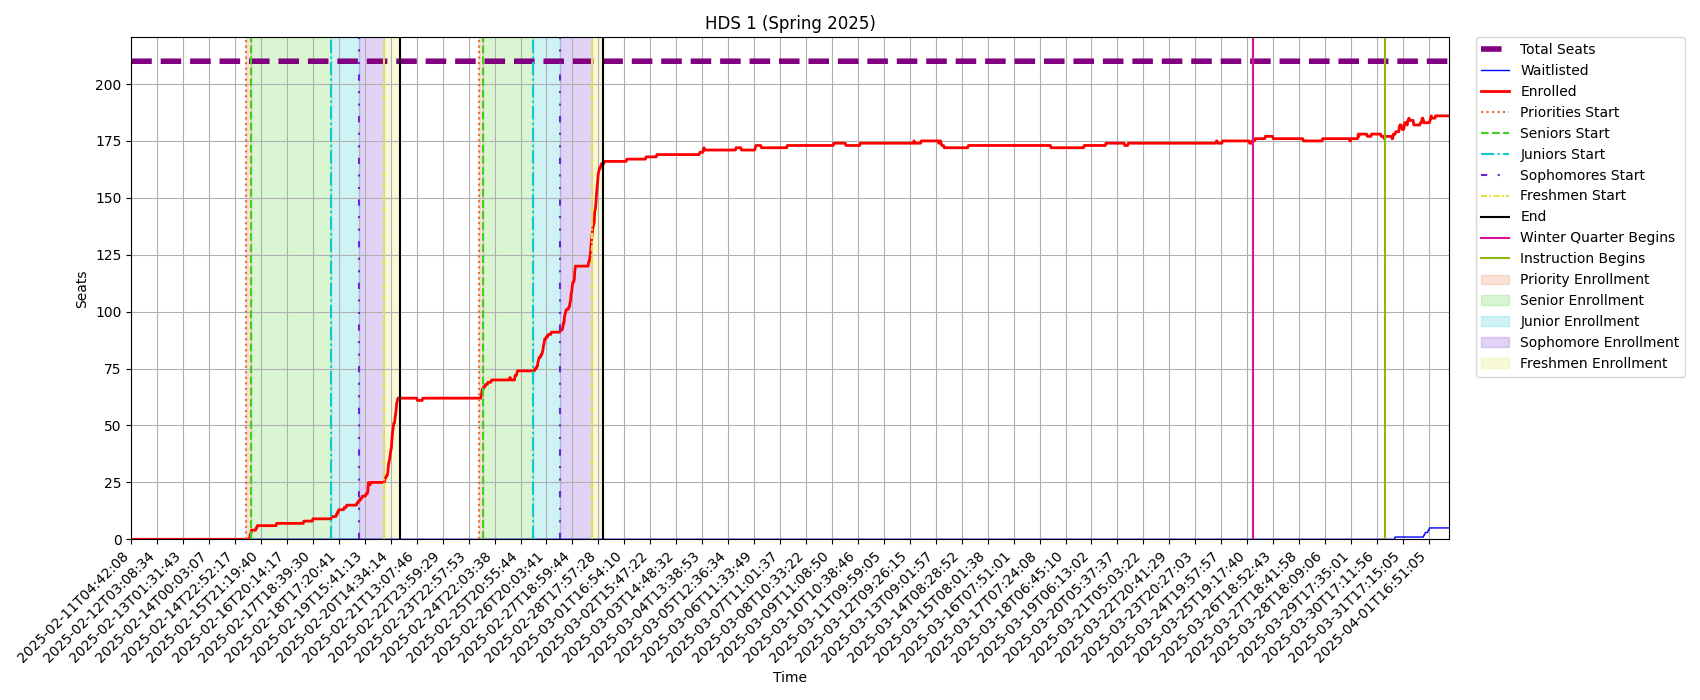 HDS 1 (Spring 2025)
Seats
200
175
150
125
100
75
50
25
0
2025-02-11T04:42:08
2025-02-12T03:08:34
2025-02-13T01:31:43
2025-02-14T00:03:07
2025-02-14T22:52:17
2025-02-15T21:19:40
2025-02-16T20:14:17
2025-02-17T18:39:30
2025-02-18T17:20:41
2025-02-19T15:41:13
2025-02-20T14:34:14
2025-02-21T13:07:46
2025-02-22T23:59:29
2025-02-23T22:57:53
2025-02-24T22:03:38
2025-02-25T20:55:44
2025-02-26T20:03:41
2025-02-27T18:59:44
2025-02-28T17:57:28
2025-03-01T16:54:10
2025-03-02T15:47:22
2025-03-03T14:48:32
2025-03-04T13:38:53
2025-03-05T12:36:34
2025-03-06T11:33:49
2025-03-07T11:01:37
2025-03-08T10:33:22
2025-03-09T11:08:50
2025-03-10T10:38:46
2025-03-11T09:59:05
2025-03-12T09:26:15
2025-03-13T09:01:57
2025-03-14T08:28:52
2025-03-15T08:01:38
2025-03-16T07:51:01
2025-03-17T07:24:08
2025-03-18T06:45:10
2025-03-19T06:13:02
2025-03-20T05:37:37
2025-03-21T05:03:22
2025-03-22T20:41:29
2025-03-23T20:27:03
2025-03-24T19:57:57
2025-03-25T19:17:40
2025-03-26T18:52:43
2025-03-27T18:41:58
2025-03-28T18:09:06
2025-03-29T17:35:01
2025-03-30T17:11:56
2025-03-31T17:15:05
2025-04-01T16:51:05
Time
Total Seats
Waitlisted
Enrolled
Priorities Start
Seniors Start
Juniors Start
Sophomores Start
Freshmen Start
End
Winter Quarter Begins
Instruction Begins
Priority Enrollment
Senior Enrollment
Junior Enrollment
Sophomore Enrollment
Freshmen Enrollment